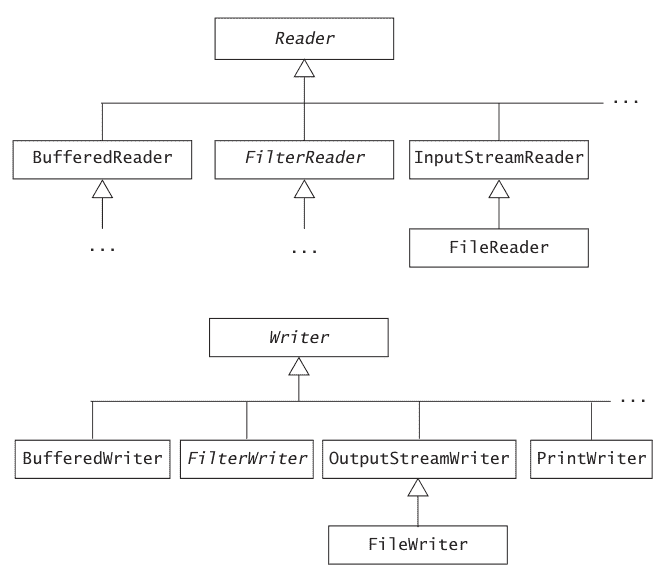 Reader
...
BufferedReader
FilterReader
InputStreamReader
...
...
FileReader
Writer
...
BufferedWriter
FilterWriter
OutputStreamWriter
PrintWriter
FileWriter